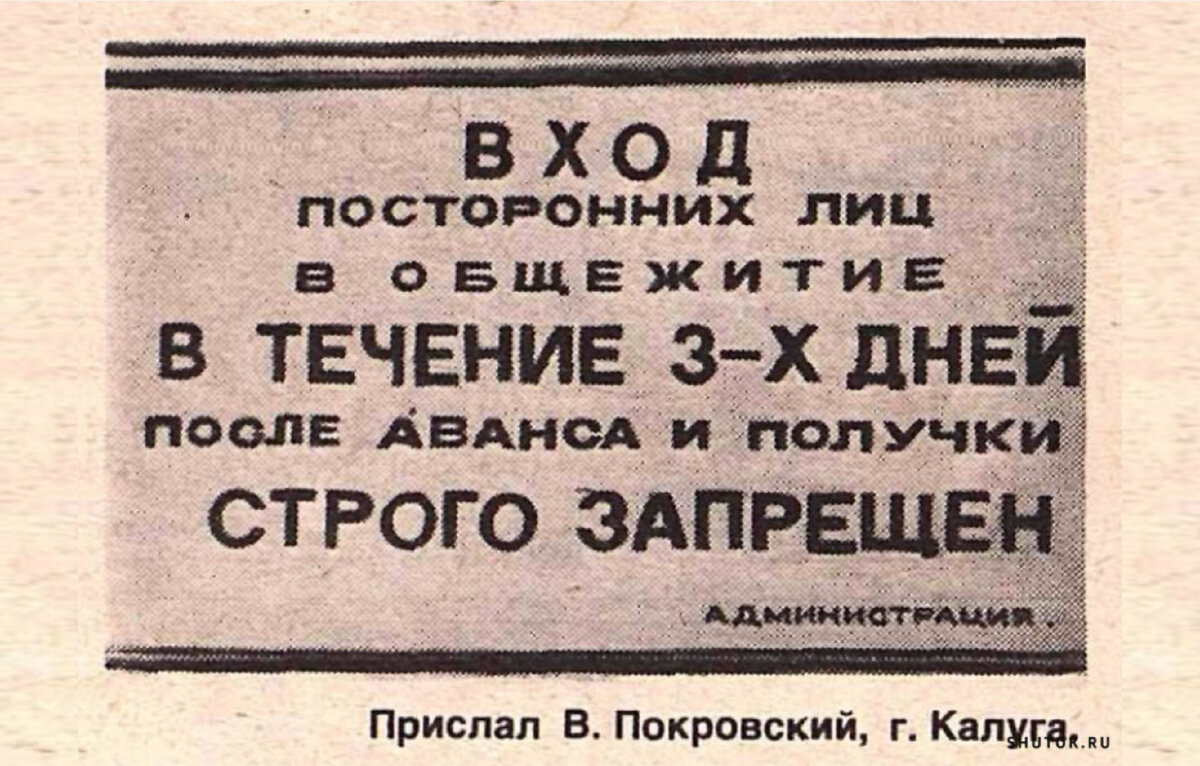 ВХОД
ПОСТОРОННИХ ЛИЦ
В ОБЩЕЖИТИЕ
В ТЕЧЕНИЕ 3-Х ДНЕЙ
ПОСЛЕ АВАНСА И ПОЛУЧКИ
СТРОГО ЗАПРЕЩЕН
АДМИНИСТРАЦИЯ.
Прислал В. Покровский, г. Калуга.
SHUTOK.RU